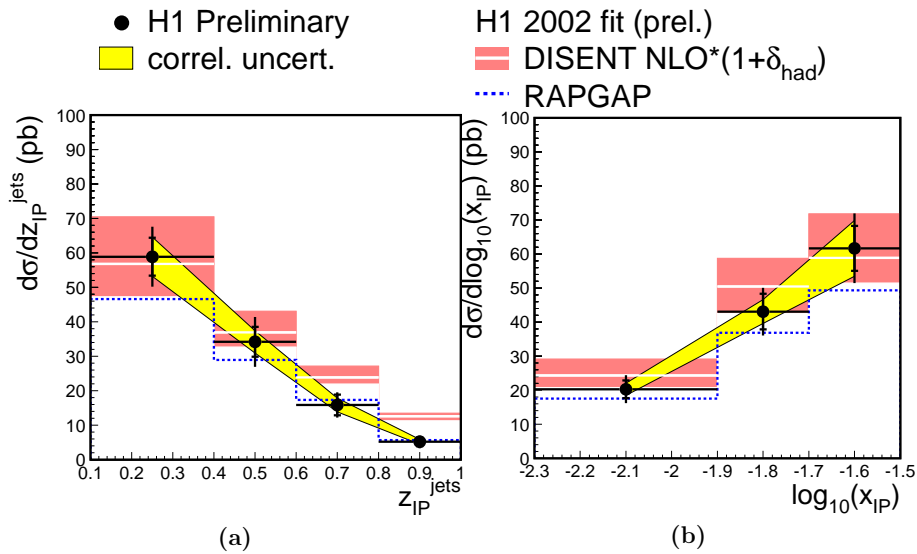 H1 Preliminary
correl. uncert.
H1 2002 fit (prel.)
DISENT NLO*(1+δhad)
RAPGAP
dσ/dzIPjets (pb)
100
90
80
70
60
50
40
30
20
10
0
0.1 0.2 0.3 0.4 0.5 0.6 0.7 0.8 0.9 1
zIPjets
(a)
dσ/dlog10(xIP) (pb)
100
90
80
70
60
50
40
30
20
10
0
-2.3 -2.2 -2.1 -2 -1.9 -1.8 -1.7 -1.6 -1.5
log10(xIP)
(b)